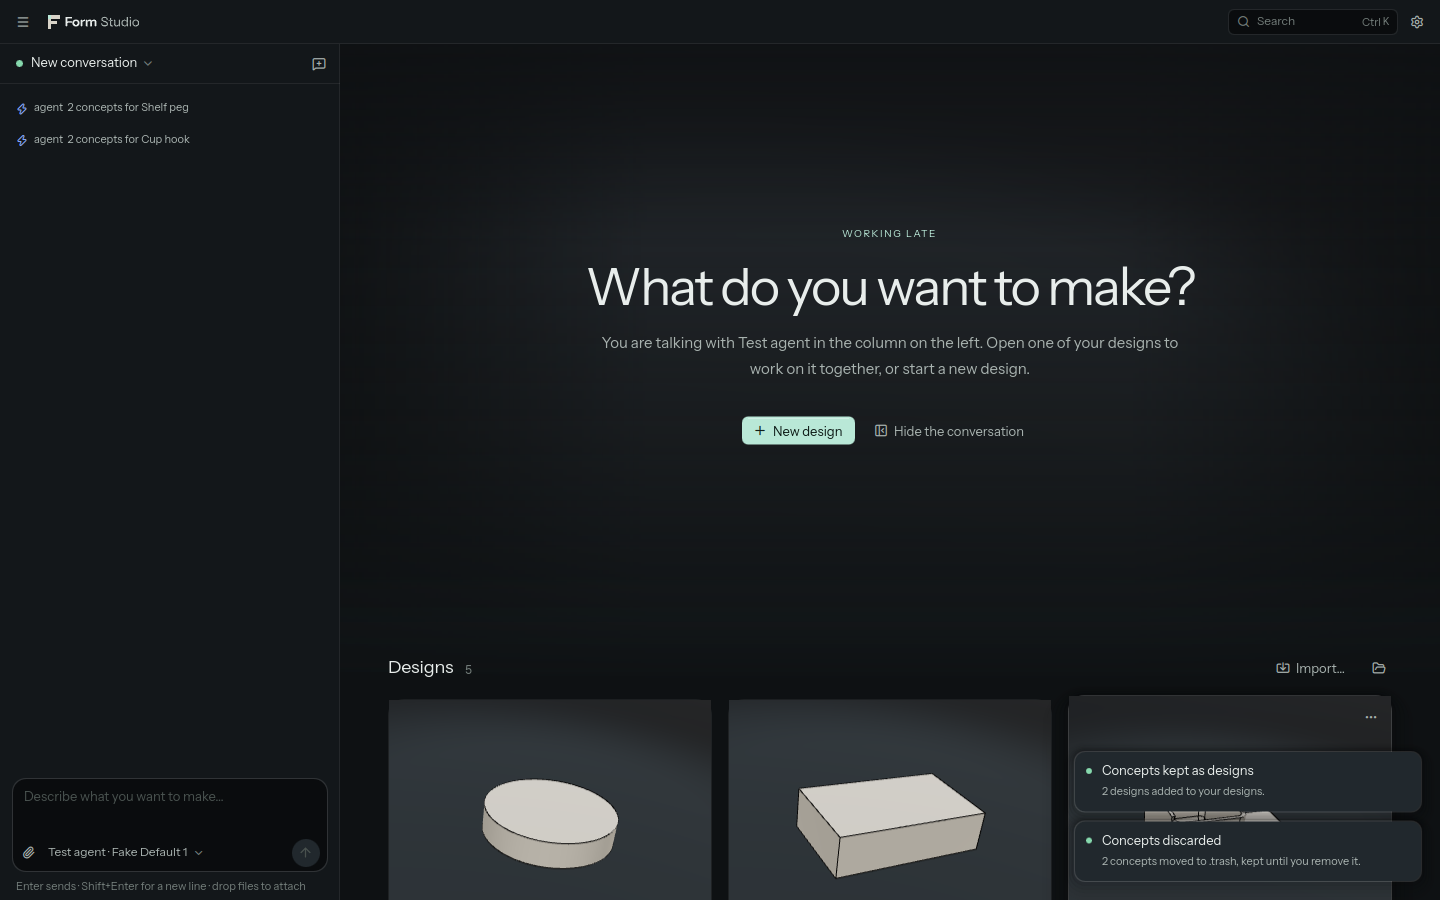 Form Studio
Search Ctrl K
New conversation
agent 2 concepts for Shelf peg
agent 2 concepts for Cup hook
WORKING LATE
What do you want to make?
You are talking with Test agent in the column on the left. Open one of your designs to
work on it together, or start a new design.
New design
Hide the conversation
Designs 5
Import...
Concepts kept as designs
2 designs added to your designs.
Concepts discarded
2 concepts moved to .trash, kept until you remove it.
Describe what you want to make...
Test agent · Fake Default 1
Enter sends · Shift+Enter for a new line · drop files to attach